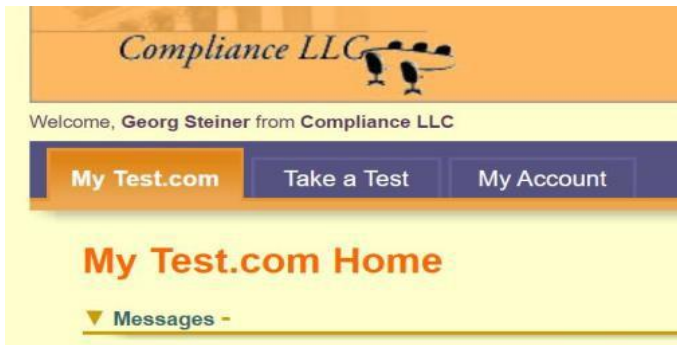 Compliance LLC
Welcome, Georg Steiner from Compliance LLC
My Test.com Take a Test My Account
My Test.com Home
▼ Messages -